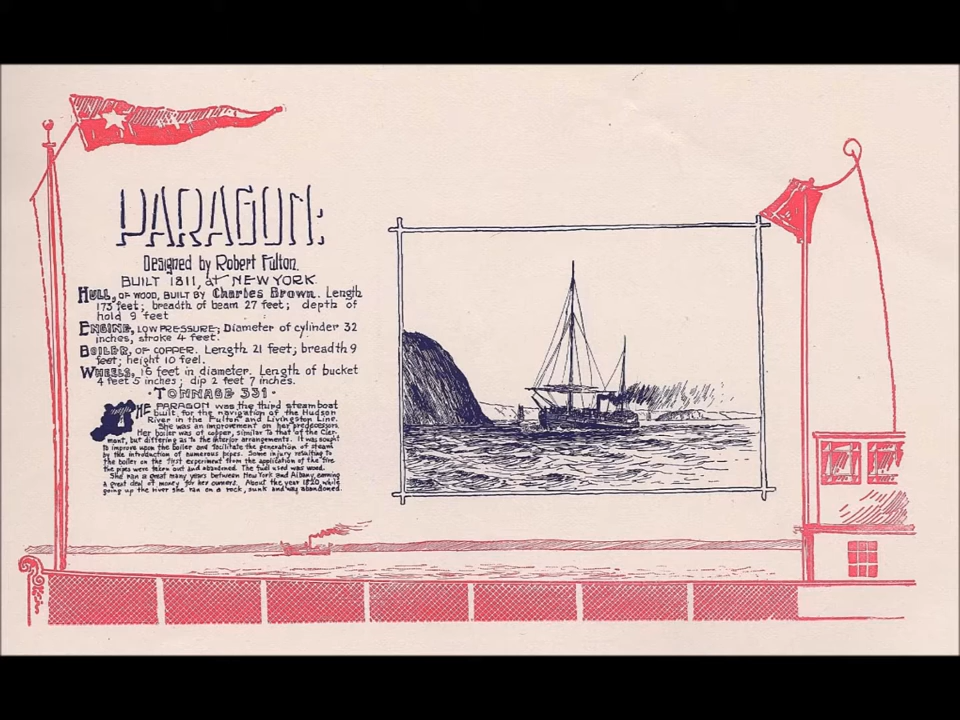 PARAGON:
Designed by Robert Fulton.
BUILT 1811, at NEW YORK
HULL, OF WOOD, BUILT BY Charles Brown. Length
173 feet; breadth of beam 27 feet; depth of
hold 9 feet
ENGINE, LOW PRESSURE; Diameter of cylinder 32
inches, stroke 4 feet.
BOILER, OF COPPER. Length 21 feet; breadth 9
feet; height 10 feet.
WHEELS, 16 feet in diameter. Length of bucket
4 feet 5 inches; dip 2 feet 7 inches.
·TONNAGE 331·
THE PARAGON was the third steamboat
built for the navigation of the Hudson
River in the Fulton and Livingston Line.
She was an improvement on her predecessors.
Her boiler was of copper, similar to that of the Cler-
mont, but differing as to the interior arrangements. It was sought
to improve upon the boiler and facilitate the generation of steam
by the introduction of numerous pipes. Some injury resulting to
the boiler on the first experiment from the application of the fire
the pipes were taken out and abandoned. The fuel used was wood.
She ran a great many years between New York and Albany, earning
a great deal of money for her owners. About the year 1820, while
going up the river she ran on a rock, sunk and was abandoned.